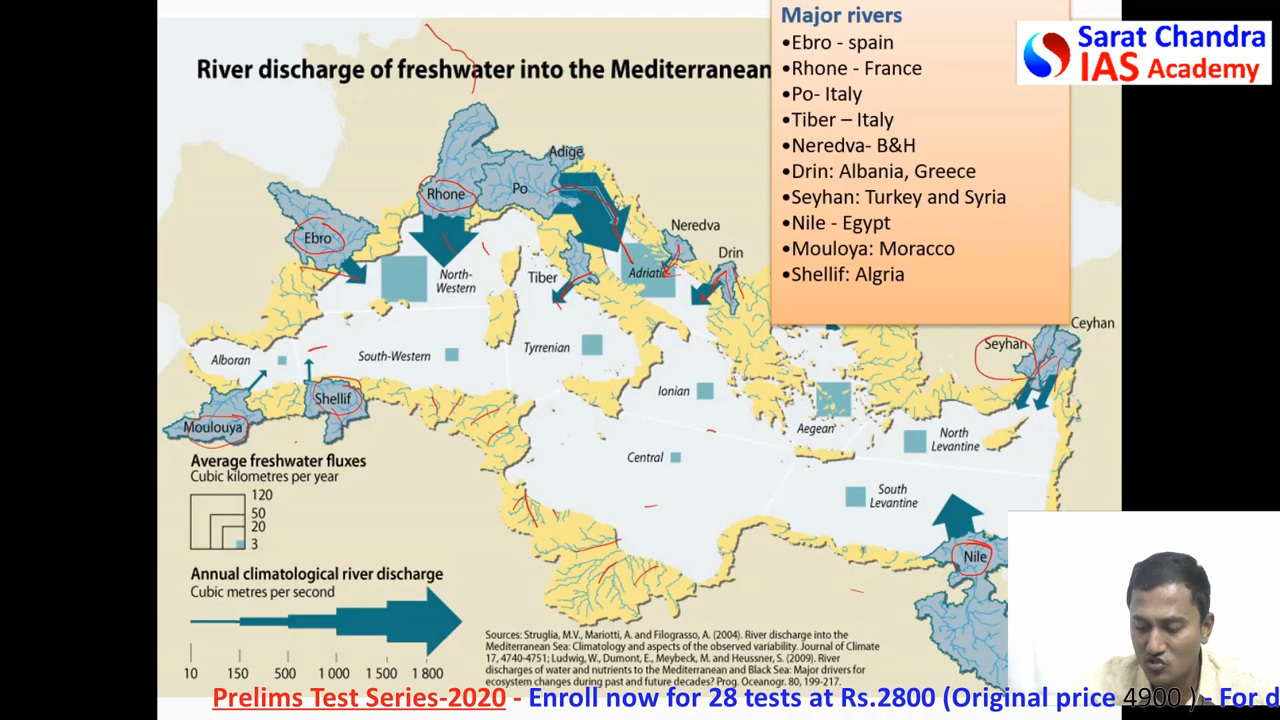 Major rivers
•Ebro - spain
•Rhone - France
•Po- Italy
•Tiber – Italy
•Neredva- B&H
•Drin: Albania, Greece
•Seyhan: Turkey and Syria
•Nile - Egypt
•Mouloya: Moracco
•Shellif: Algria
Sarat Chandra
IAS Academy
River discharge of freshwater into the Mediterranean
Adige
Rhone
Po
Neredva
Ebro
Drin
Tiber
Adriatic
North-
Western
Ceyhan
Seyhan
Alboran
South-Western
Tyrrenian
Ionian
Shellif
Moulouya
Aegean
North
Levantine
Central
South
Levantine
Nile
Average freshwater fluxes
Cubic kilometres per year
120
50
20
3
Annual climatological river discharge
Cubic metres per second
10 150 500 1 000 1 500 1 800
Sources: Struglia, M.V., Mariotti, A. and Filograsso, A. (2004). River discharge into the
Mediterranean Sea: Climatology and aspects of the observed variability. Journal of Climate
17, 4740-4751; Ludwig, W., Dumont, E., Meybeck, M. and Heussner, S. (2009). River
discharges of water and nutrients to the Mediterranean and Black Sea: Major drivers for
ecosystem changes during past and future decades? Prog. Oceanogr. 80, 199-217.
Prelims Test Series-2020 - Enroll now for 28 tests at Rs.2800 (Original price 4900 ) - For d